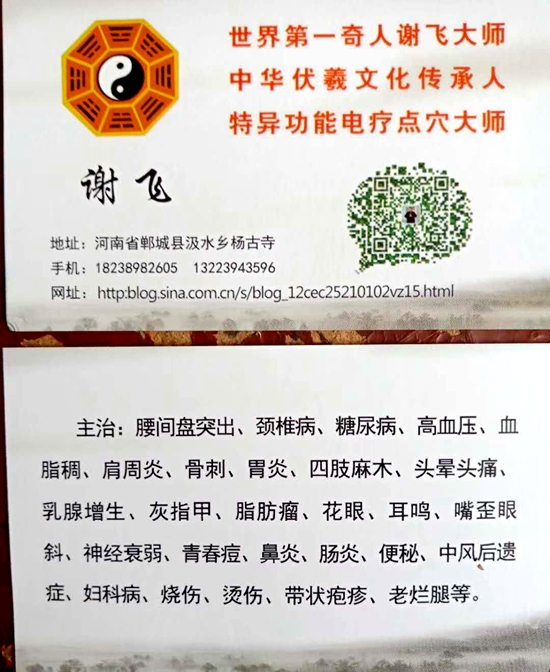 世界第一奇人谢飞大师
中华伏羲文化传承人
特异功能电疗点穴大师
谢飞
地址：河南省郸城县汲水乡杨古寺
手机：18238982605 13223943596
网址：http:blog.sina.com.cn/s/blog_12cec25210102vz15.html
主治：腰间盘突出、颈椎病、糖尿病、高血压、血
脂稠、肩周炎、骨刺、胃炎、四肢麻木、头晕头痛、
乳腺增生、灰指甲、脂肪瘤、花眼、耳鸣、嘴歪眼
斜、神经衰弱、青春痘、鼻炎、肠炎、便秘、中风后遗
症、妇科病、烧伤、烫伤、带状疱疹、老烂腿等。